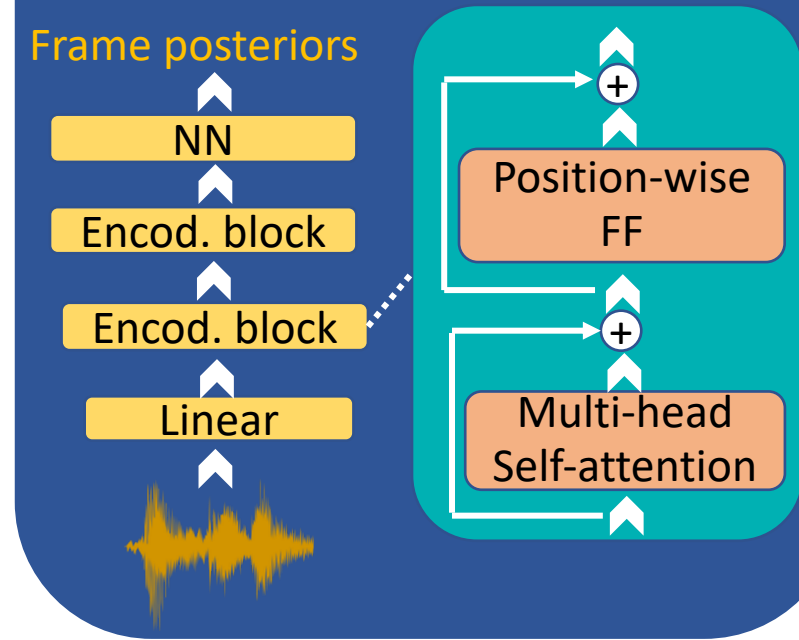 Frame posteriors
NN
Encod. block
Encod. block
Linear
+
Position-wise
FF
+
Multi-head
Self-attention